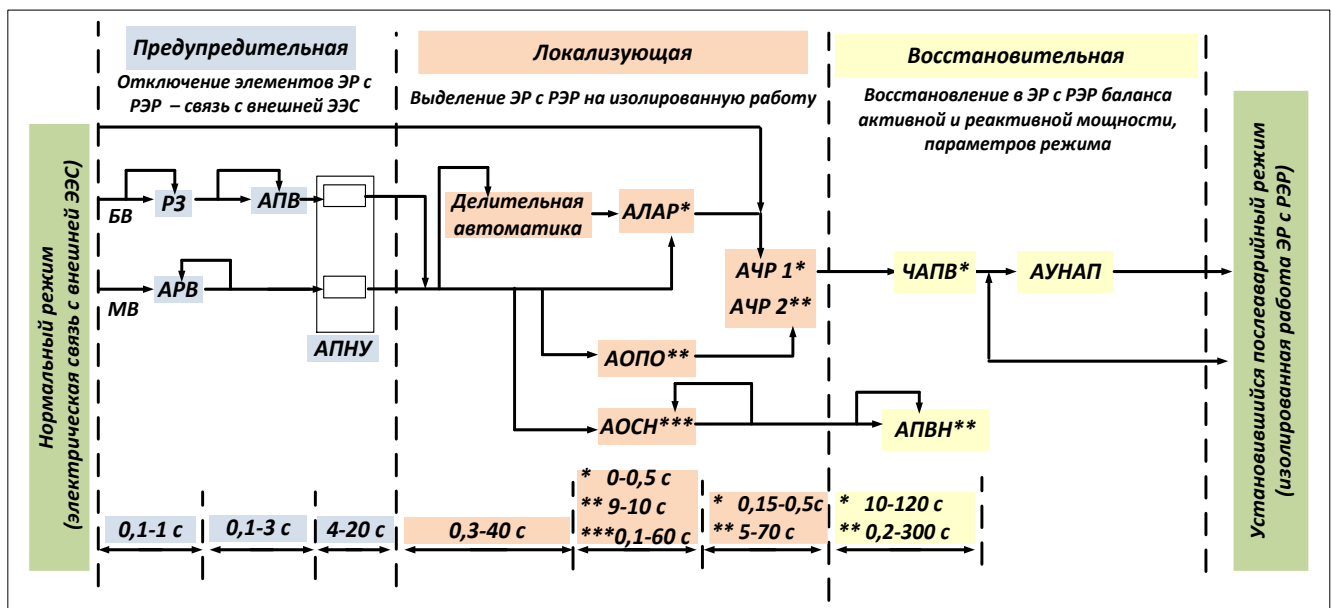 Предупредительная
Отключение элементов ЭР с
РЭР – связь с внешней ЭЭС
Локализующая
Выделение ЭР с РЭР на изолированную работу
Восстановительная
Восстановление в ЭР с РЭР баланса
активной и реактивной мощности,
параметров режима
Нормальный режим
(электрическая связь с внешней ЭЭС)
БВ
РЗ
АПВ
МВ
АРВ
АПНУ
Делительная
автоматика
АЛАР*
АЧР 1*
АЧР 2**
АОПО**
АОСН***
ЧАПВ*
АУНАП
АПВН**
Установившийся послеаварийный режим
(изолированная работа ЭР с РЭР)
0,1-1 с
0,1-3 с
4-20 с
0,3-40 с
* 0-0,5 с
** 9-10 с
***0,1-60 с
* 0,15-0,5с
** 5-70 с
* 10-120 с
** 0,2-300 с